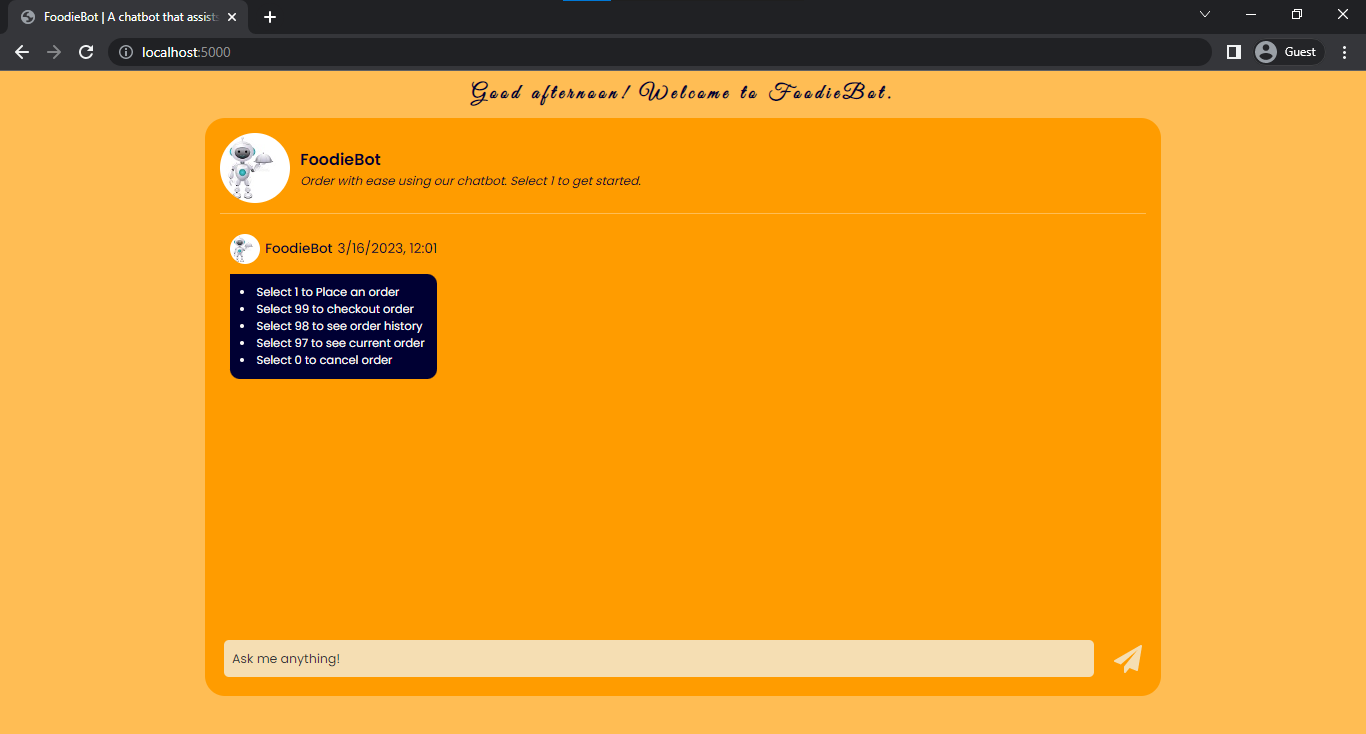 FoodieBot | A chatbot that assists
localhost:5000
Guest
Good afternoon! Welcome to FoodieBot.
FoodieBot
Order with ease using our chatbot. Select 1 to get started.
FoodieBot 3/16/2023, 12:01
• Select 1 to Place an order
• Select 99 to checkout order
• Select 98 to see order history
• Select 97 to see current order
• Select 0 to cancel order
Ask me anything!